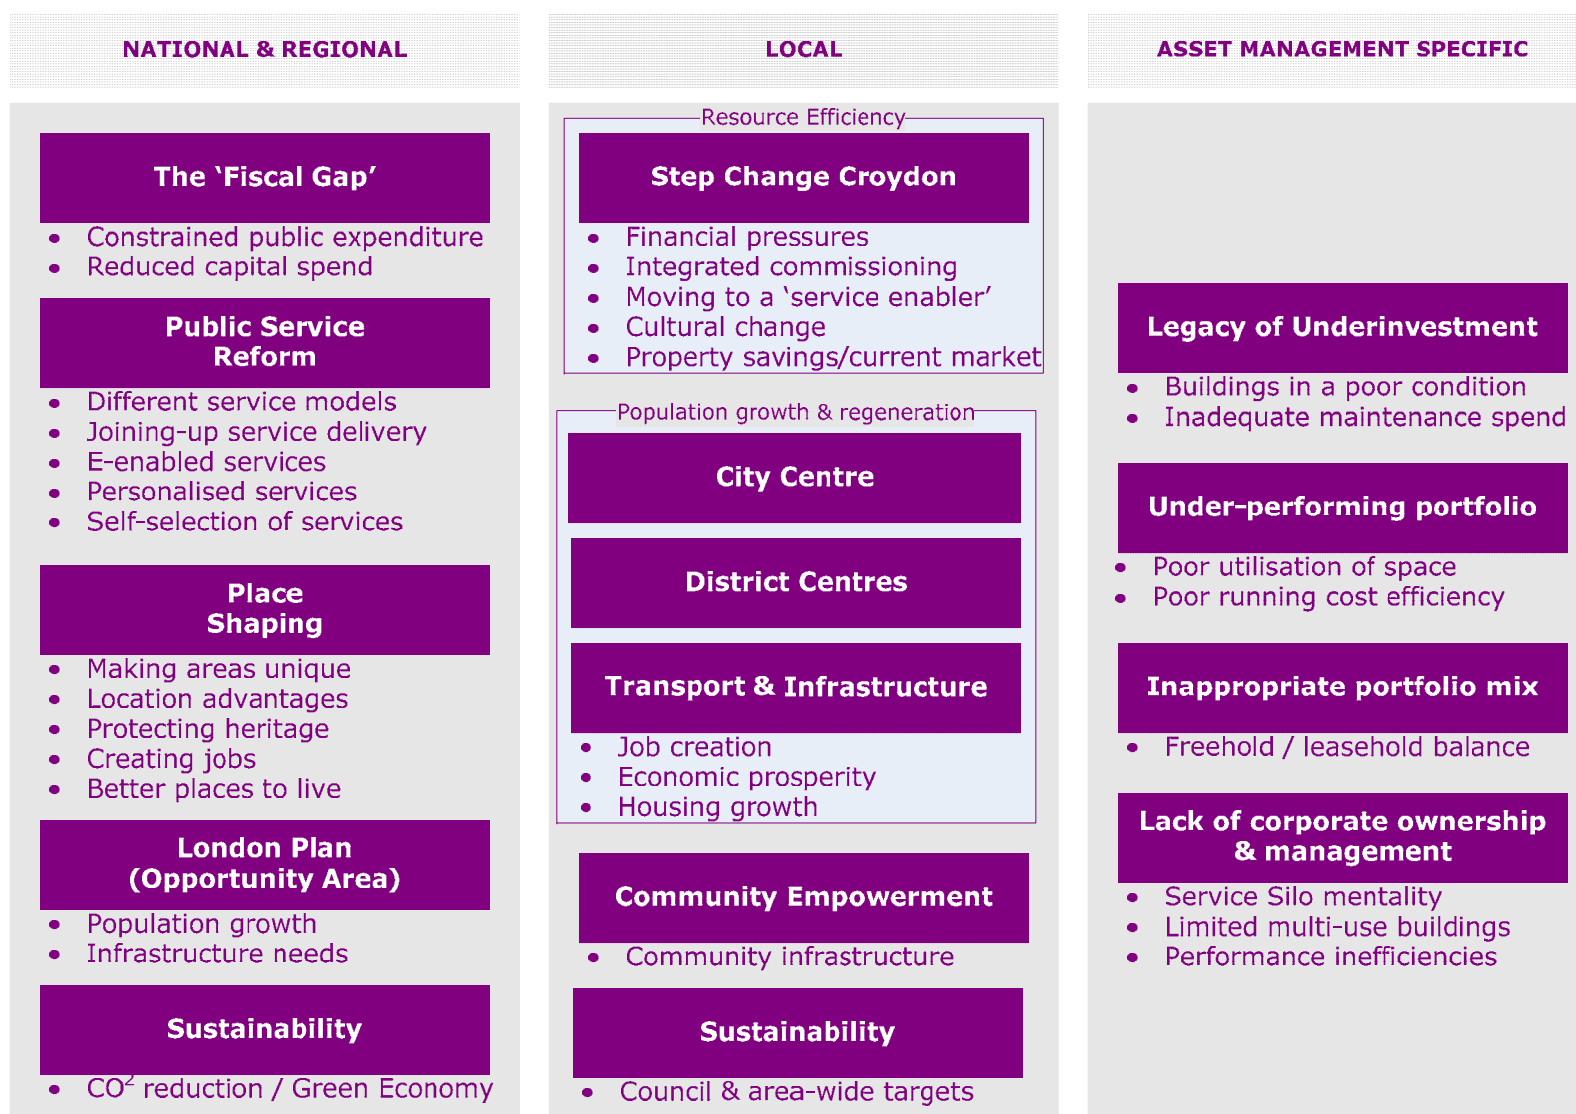 NATIONAL & REGIONAL
The ‘Fiscal Gap’
• Constrained public expenditure
• Reduced capital spend
Public Service
Reform
• Different service models
• Joining-up service delivery
• E-enabled services
• Personalised services
• Self-selection of services
Place
Shaping
• Making areas unique
• Location advantages
• Protecting heritage
• Creating jobs
• Better places to live
London Plan
(Opportunity Area)
• Population growth
• Infrastructure needs
Sustainability
• CO² reduction / Green Economy
LOCAL
Resource Efficiency
Step Change Croydon
• Financial pressures
• Integrated commissioning
• Moving to a ‘service enabler’
• Cultural change
• Property savings/current market
Population growth & regeneration
City Centre
District Centres
Transport & Infrastructure
• Job creation
• Economic prosperity
• Housing growth
Community Empowerment
• Community infrastructure
Sustainability
• Council & area-wide targets
ASSET MANAGEMENT SPECIFIC
Legacy of Underinvestment
• Buildings in a poor condition
• Inadequate maintenance spend
Under-performing portfolio
• Poor utilisation of space
• Poor running cost efficiency
Inappropriate portfolio mix
• Freehold / leasehold balance
Lack of corporate ownership
& management
• Service Silo mentality
• Limited multi-use buildings
• Performance inefficiencies